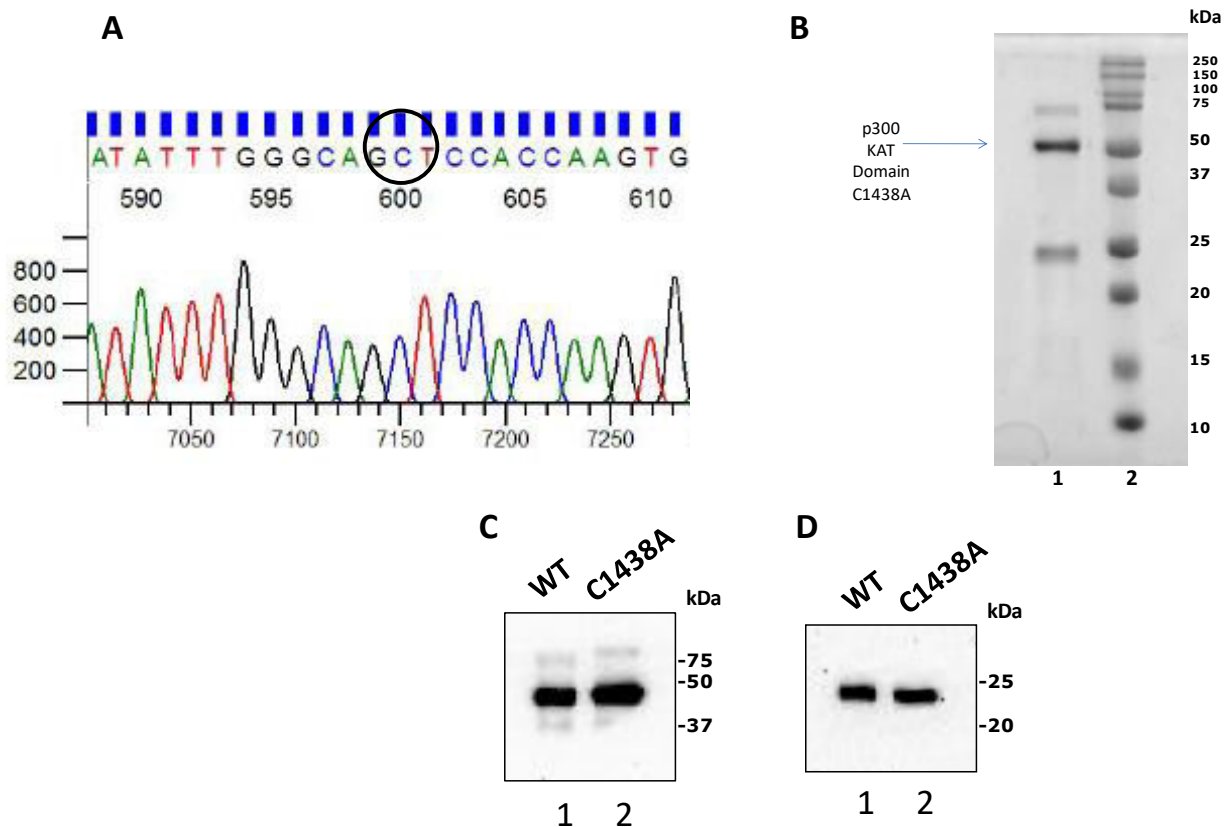 A
ATATTTGGGCAGCTCCACCAAGTG
590 595 600 605 610
800
600
400
200
7050 7100 7150 7200 7250
B
kDa
p300
KAT
Domain
C1438A
250
150
100
75
50
37
25
20
15
10
1 2
C
WT C1438A
kDa
-75
-50
-37
1 2
D
WT C1438A
kDa
-25
-20
1 2